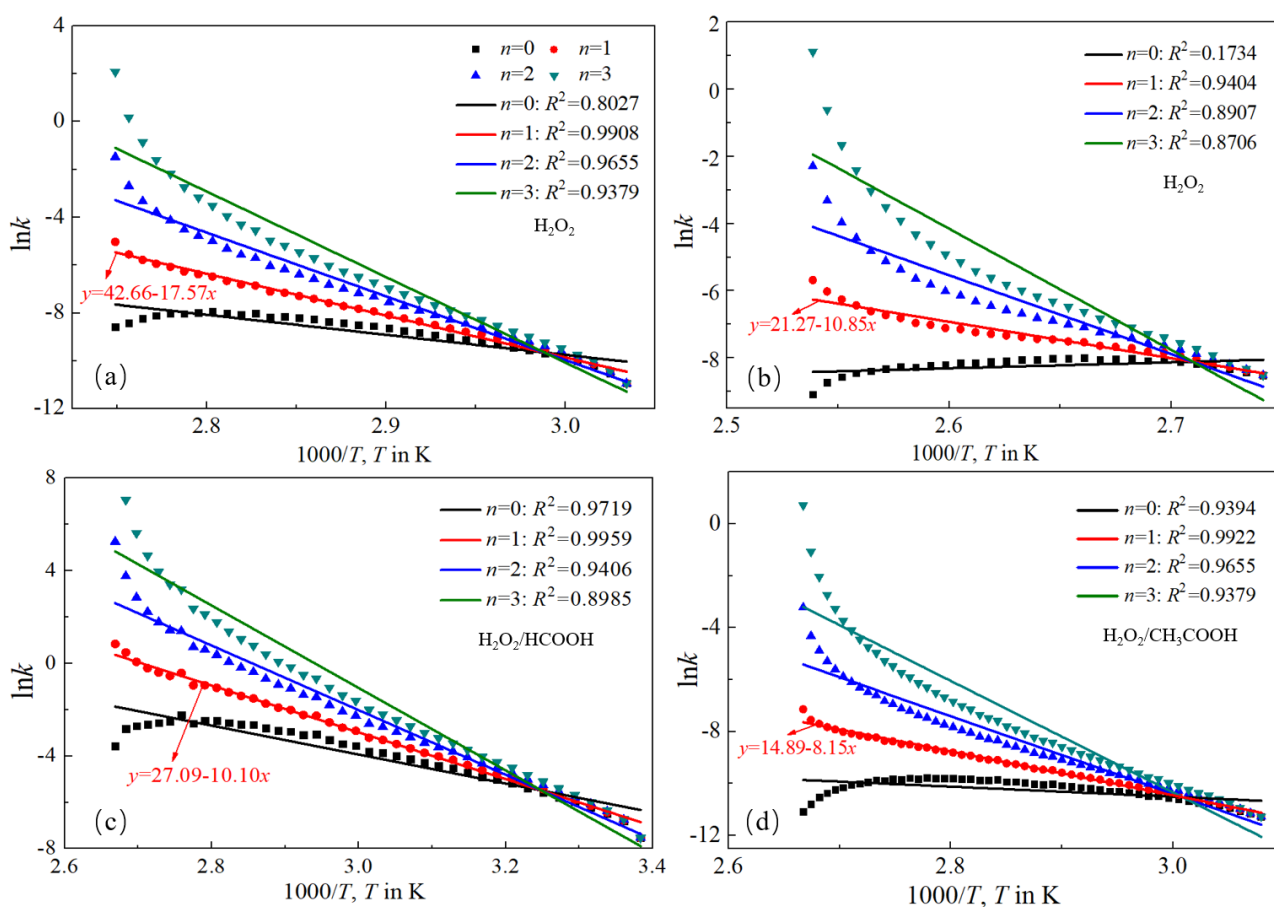 4
0
-4
-8
-12
lnk
n=0 n=1
n=2 n=3
n=0: R²=0.8027
n=1: R²=0.9908
n=2: R²=0.9655
n=3: R²=0.9379
H₂O₂
y=42.66-17.57x
(a)
2.8 2.9 3.0
1000/T, T in K
2
0
-2
-4
-6
-8
lnk
n=0: R²=0.1734
n=1: R²=0.9404
n=2: R²=0.8907
n=3: R²=0.8706
H₂O₂
y=21.27-10.85x
(b)
2.5 2.6 2.7
1000/T, T in K
8
4
0
-4
-8
lnk
n=0: R²=0.9719
n=1: R²=0.9959
n=2: R²=0.9406
n=3: R²=0.8985
H₂O₂/HCOOH
y=27.09-10.10x
(c)
2.6 2.8 3.0 3.2 3.4
1000/T, T in K
0
-4
-8
-12
lnk
n=0: R²=0.9394
n=1: R²=0.9922
n=2: R²=0.9655
n=3: R²=0.9379
H₂O₂/CH₃COOH
y=14.89-8.15x
(d)
2.6 2.8 3.0
1000/T, T in K